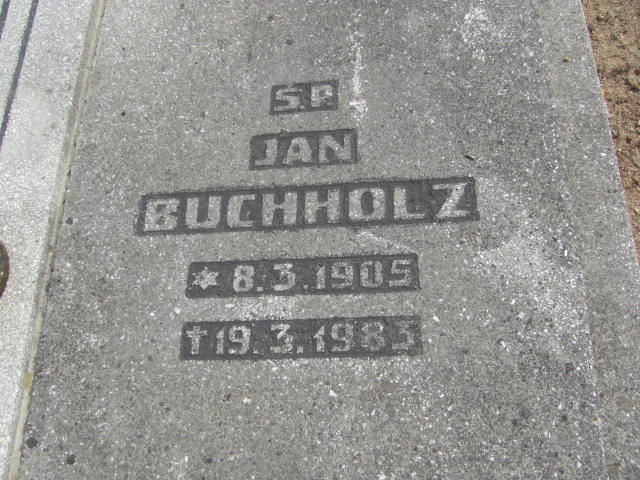 S.P.
JAN
BUCHHOLZ
* 8.3.1905
† 19.3.1985